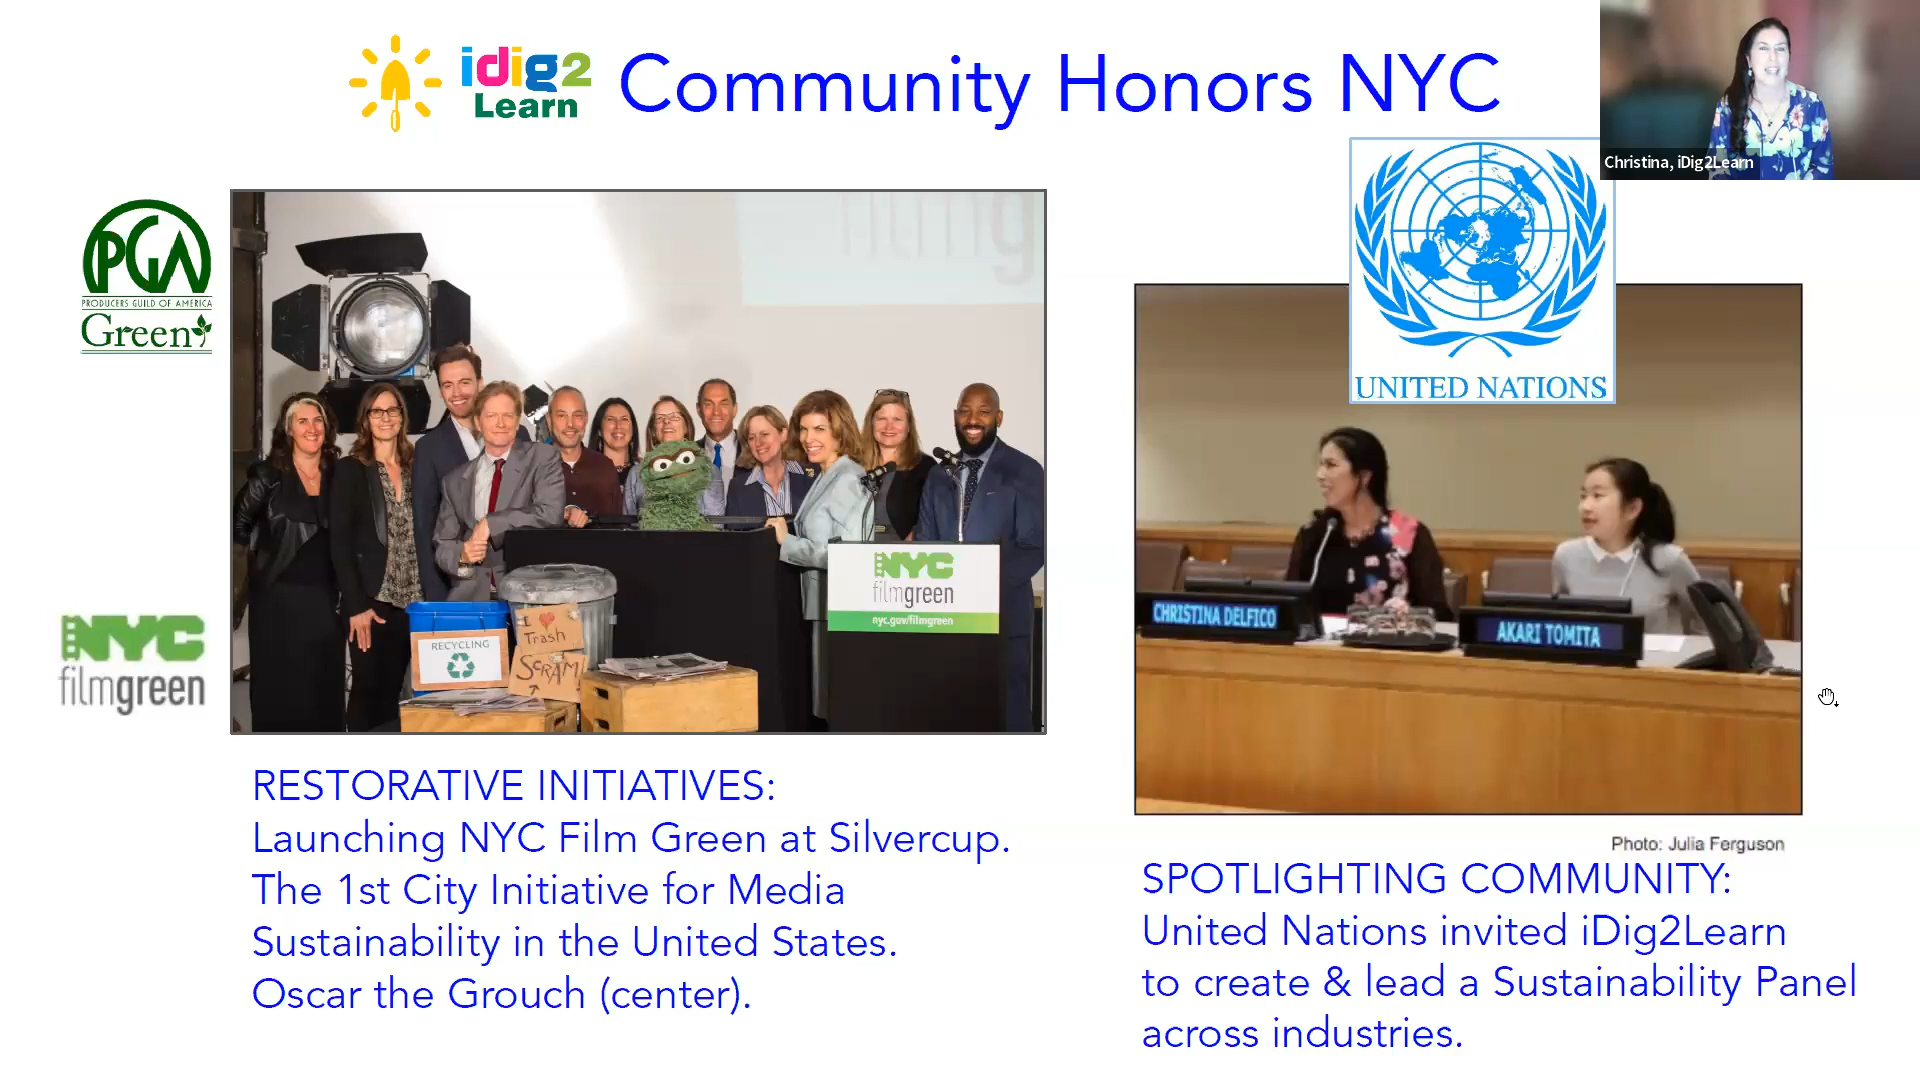 idig2
Learn
Community Honors NYC
Christina, iDig2Learn
PGA
PRODUCERS GUILD OF AMERICA
Green
NYC
filmgreen
filmg
RECYCLING
I
Trash
SCRAM!
NYC
filmgreen
nyc.gov/filmgreen
UNITED NATIONS
CHRISTINA DELFICO
AKARI TOMITA
Photo: Julia Ferguson
RESTORATIVE INITIATIVES:
Launching NYC Film Green at Silvercup.
The 1st City Initiative for Media
Sustainability in the United States.
Oscar the Grouch (center).
SPOTLIGHTING COMMUNITY:
United Nations invited iDig2Learn
to create & lead a Sustainability Panel
across industries.